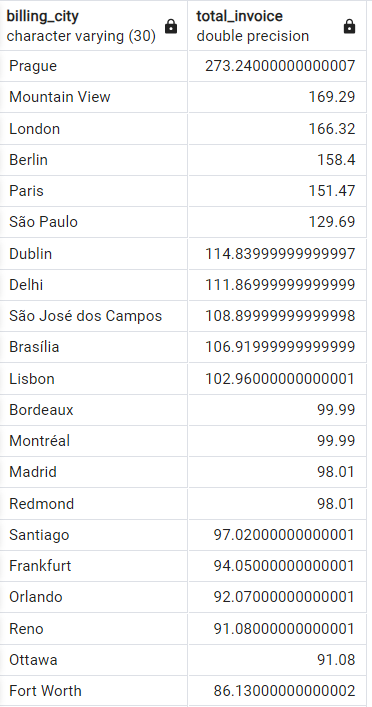 billing_city total_invoice
character varying (30) double precision
Prague 273.24000000000007
Mountain View 169.29
London 166.32
Berlin 158.4
Paris 151.47
São Paulo 129.69
Dublin 114.83999999999997
Delhi 111.86999999999999
São José dos Campos 108.89999999999998
Brasília 106.91999999999999
Lisbon 102.96000000000001
Bordeaux 99.99
Montréal 99.99
Madrid 98.01
Redmond 98.01
Santiago 97.02000000000001
Frankfurt 94.05000000000001
Orlando 92.07000000000001
Reno 91.08000000000001
Ottawa 91.08
Fort Worth 86.13000000000002